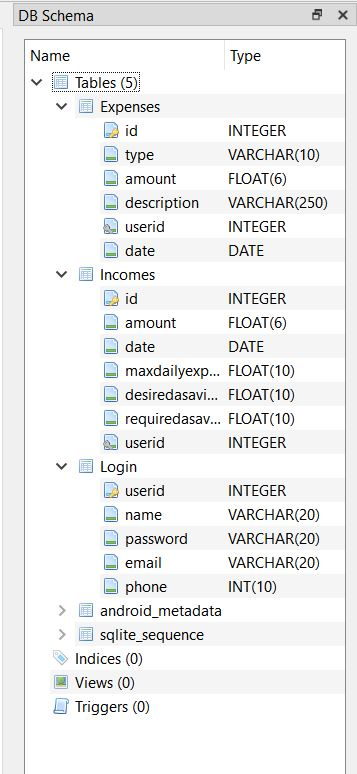 DB Schema
Name Type
Tables (5)
Expenses
id INTEGER
type VARCHAR(10)
amount FLOAT(6)
description VARCHAR(250)
userid INTEGER
date DATE
Incomes
id INTEGER
amount FLOAT(6)
date DATE
maxdailyexp... FLOAT(10)
desiredasavi... FLOAT(10)
requiredasav... FLOAT(10)
userid INTEGER
Login
userid INTEGER
name VARCHAR(20)
password VARCHAR(20)
email VARCHAR(20)
phone INT(10)
android_metadata
sqlite_sequence
Indices (0)
Views (0)
Triggers (0)